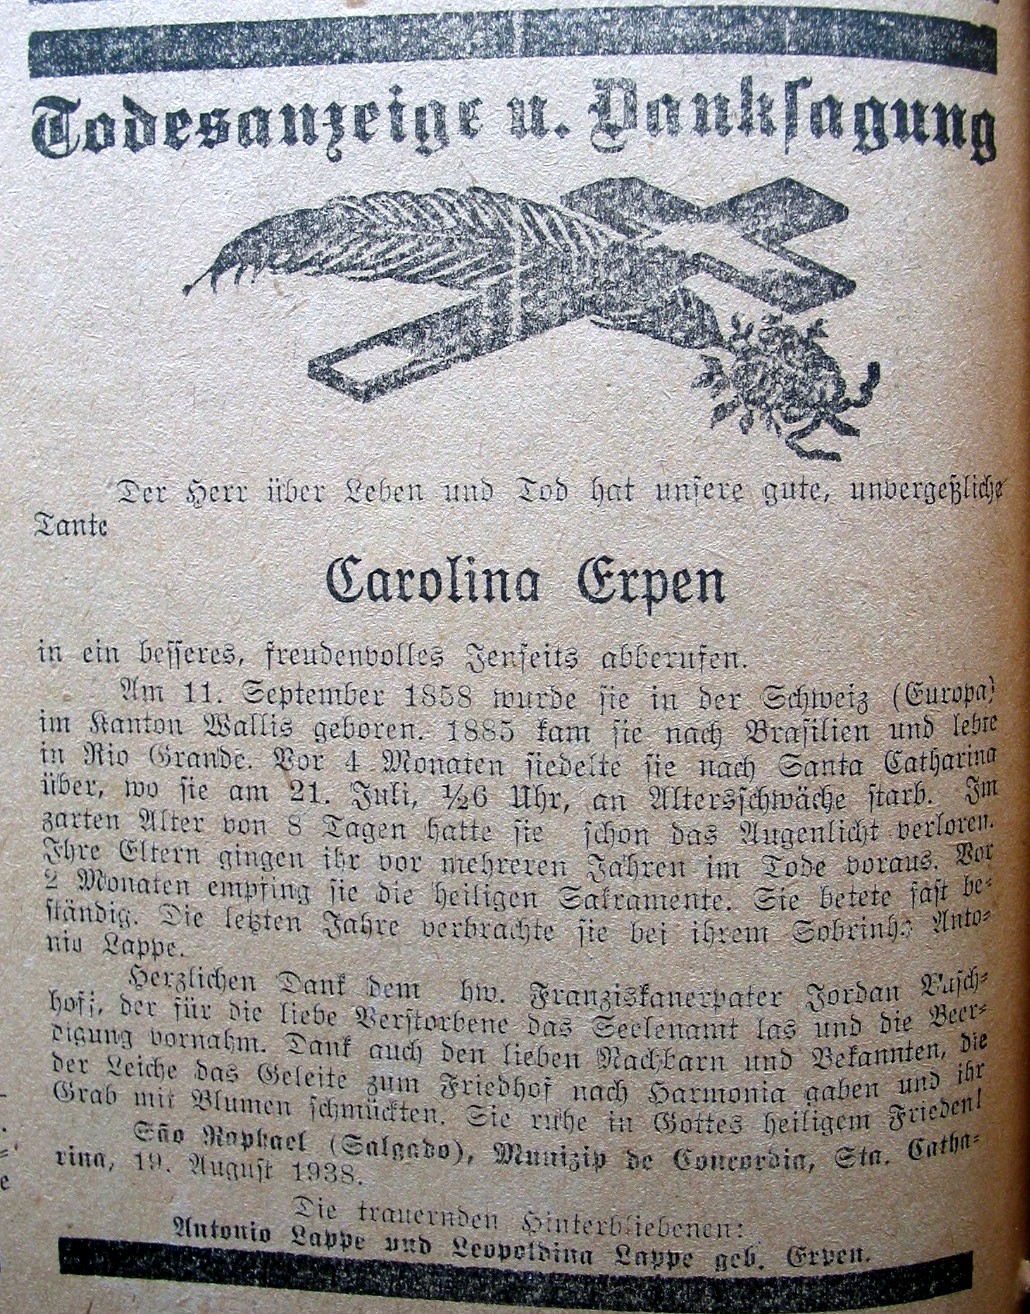 Todesanzeige u. Danksagung
Der Herr über Leben und Tod hat unsere gute, unvergeßliche
Tante
Carolina Erpen
in ein besseres, freudenvolles Jenseits abberufen.
Am 11. September 1858 wurde sie in der Schweiz (Europa)
im Kanton Wallis geboren. 1885 kam sie nach Brasilien und lebte
in Rio Grande. Vor 4 Monaten siedelte sie nach Santa Catharina
über, wo sie am 21. Juli, ½6 Uhr, an Altersschwäche starb. Im
zarten Alter von 8 Tagen hatte sie schon das Augenlicht verloren.
Ihre Eltern gingen ihr vor mehreren Jahren im Tode voraus. Vor
2 Monaten empfing sie die heiligen Sakramente. Sie betete fast be-
ständig. Die letzten Jahre verbrachte sie bei ihrem Sobrinho Anto-
nio Lappe.
Herzlichen Dank dem hw. Franziskanerpater Jordan
der für die liebe Verstorbene das Seelenamt las und die Beer-
digung vornahm. Dank auch den lieben Nachbarn und Bekannten, die
der Leiche das Geleite zum Friedhof nach Harmonia gaben und ihr
Grab mit Blumen schmückten. Sie ruhe in Gottes heiligem Frieden!
São Raphael (Salgado), Munizip de Concordia, Sta. Catha-
rina, 19. August 1938.
Die trauernden Hinterbliebenen:
Antonio Lappe und Leopoldina Lappe geb. Erpen.